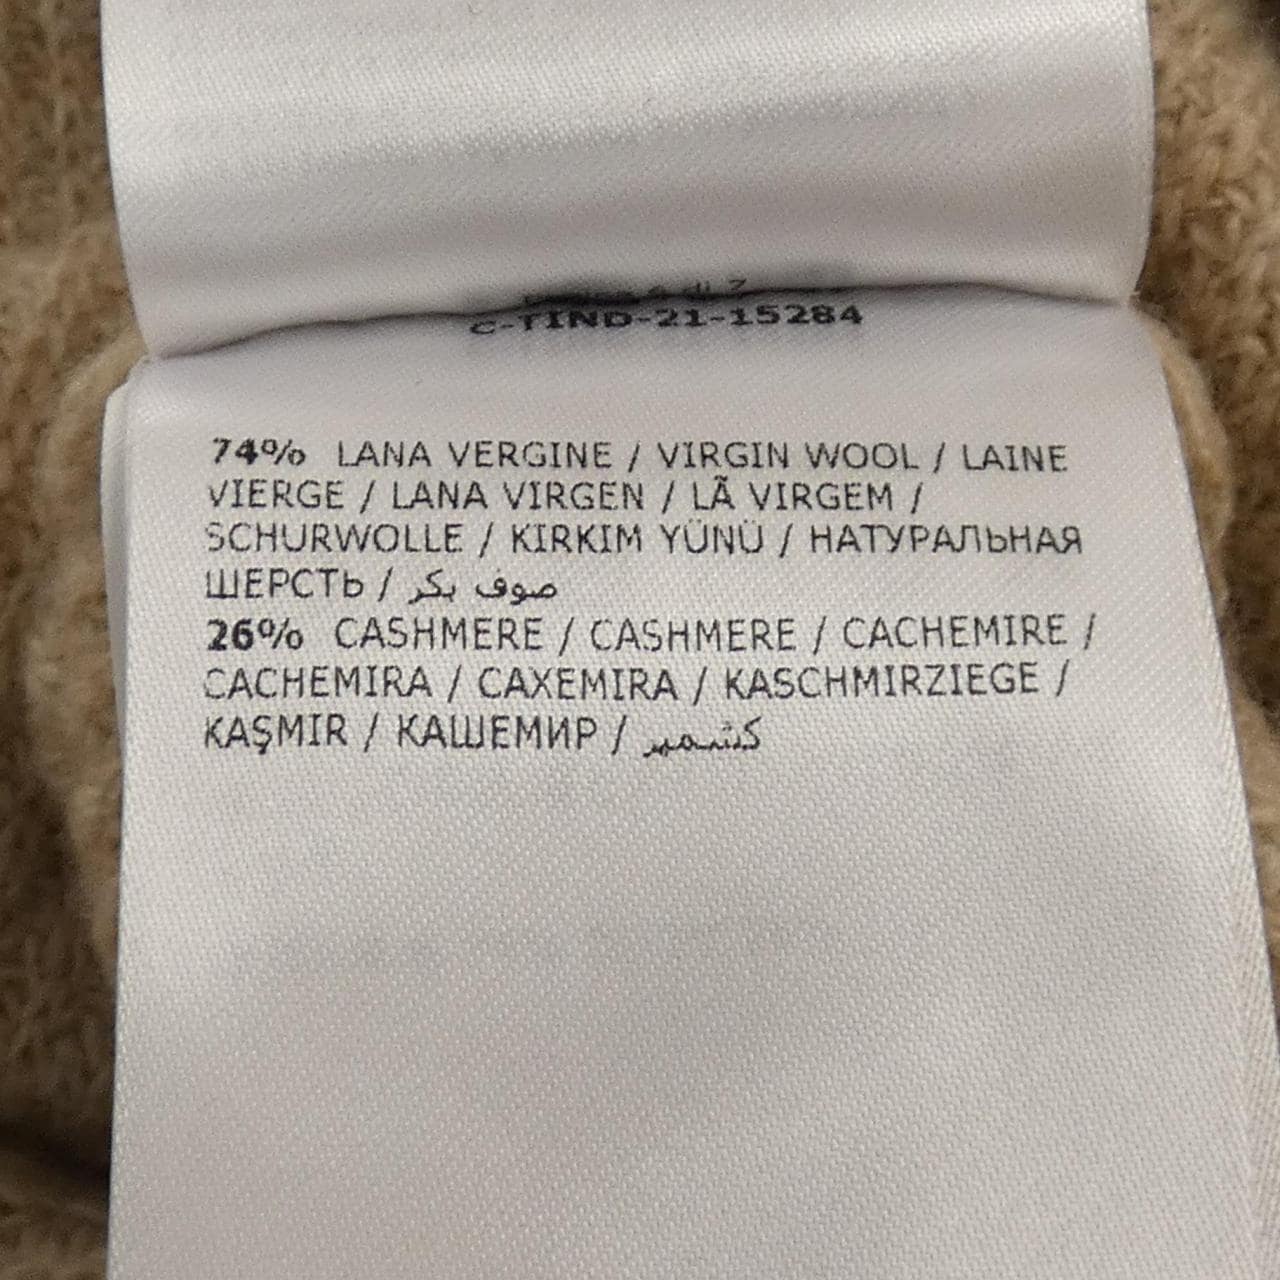 C-TIND-21-15284
74% LANA VERGINE / VIRGIN WOOL / LAINE
VIERGE / LANA VIRGEN / LÃ VIRGEM /
SCHURWOLLE / KIRKIM YÜNÜ / НАТУРАЛЬНАЯ
ШЕРСТЬ / صوف بكر
26% CASHMERE / CASHMERE / CACHEMIRE /
CACHEMIRA / CAXEMIRA / KASCHMIRZIEGE /
KAŞMIR / КАШЕМИР / كشمير